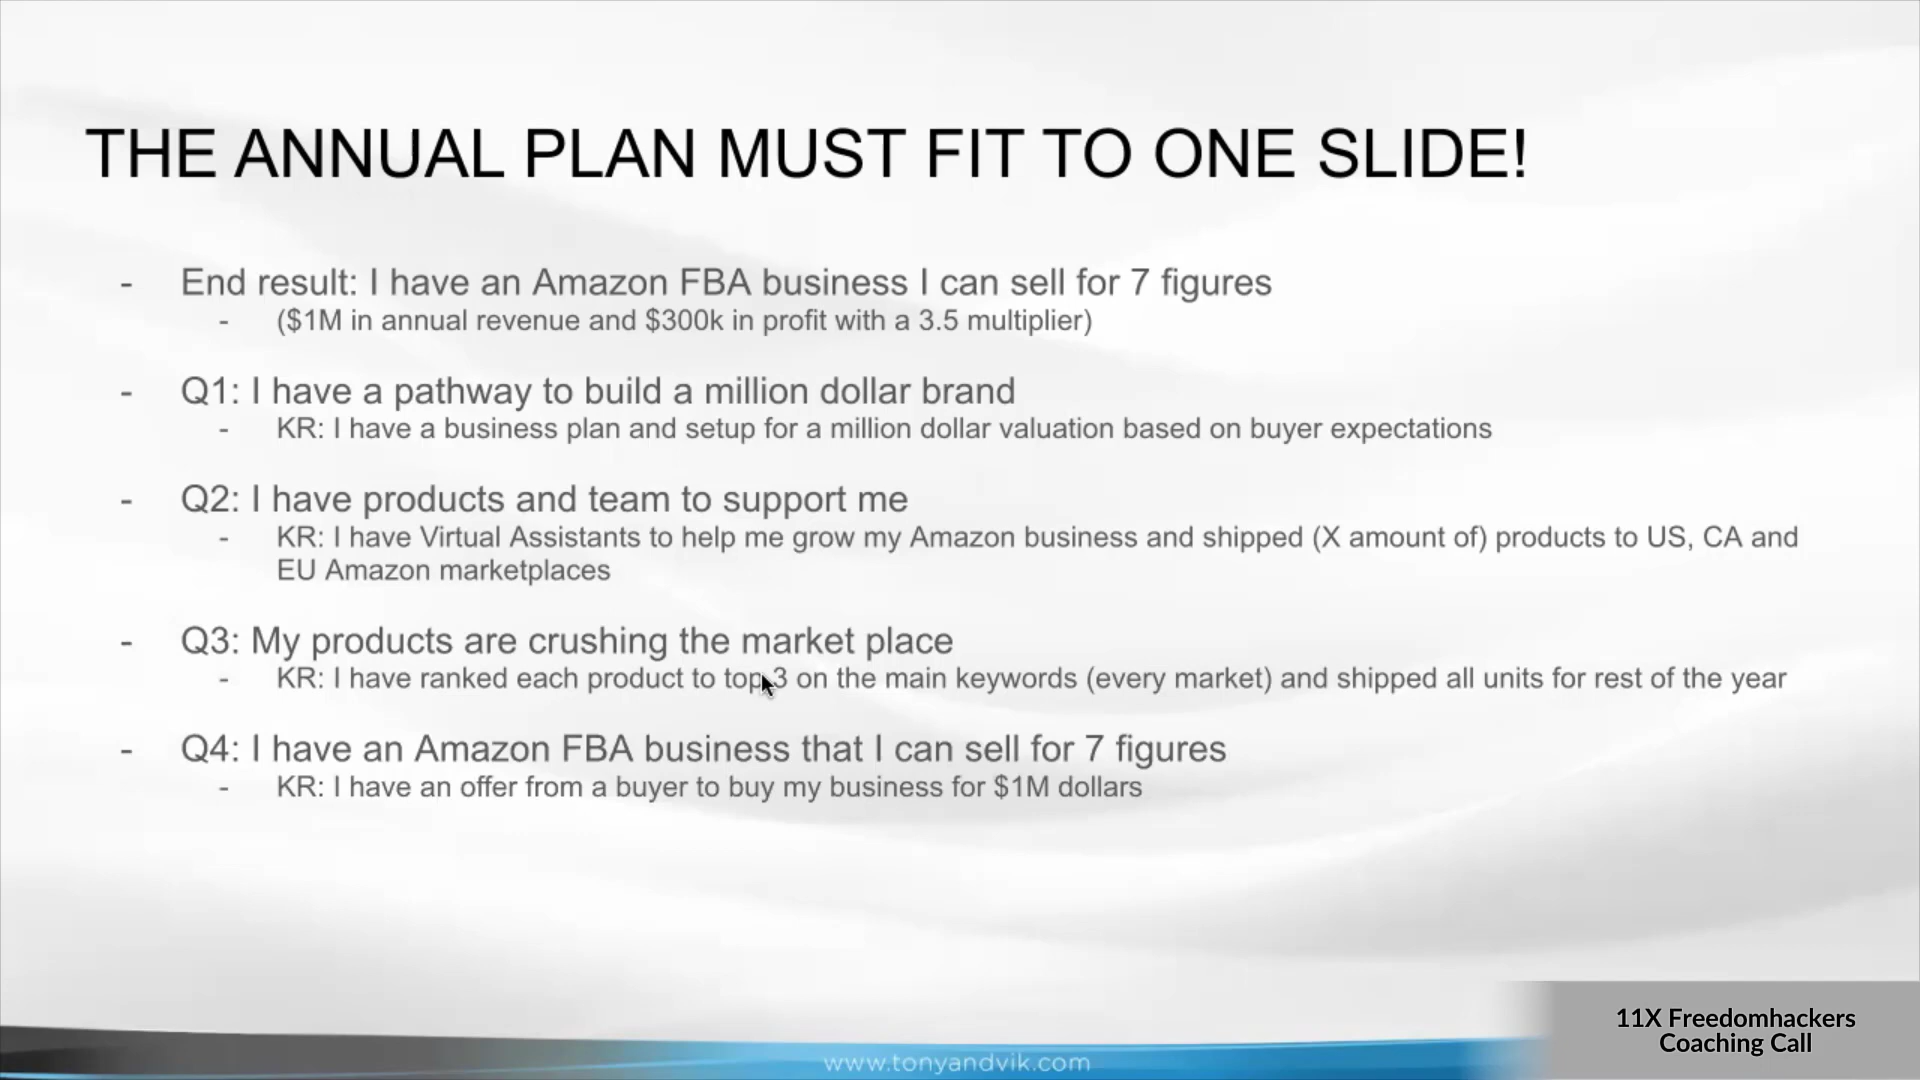 THE ANNUAL PLAN MUST FIT TO ONE SLIDE!
- End result: I have an Amazon FBA business I can sell for 7 figures
- ($1M in annual revenue and $300k in profit with a 3.5 multiplier)
- Q1: I have a pathway to build a million dollar brand
- KR: I have a business plan and setup for a million dollar valuation based on buyer expectations
- Q2: I have products and team to support me
- KR: I have Virtual Assistants to help me grow my Amazon business and shipped (X amount of) products to US, CA and
EU Amazon marketplaces
- Q3: My products are crushing the market place
- KR: I have ranked each product to top 3 on the main keywords (every market) and shipped all units for rest of the year
- Q4: I have an Amazon FBA business that I can sell for 7 figures
- KR: I have an offer from a buyer to buy my business for $1M dollars
11X Freedomhackers
Coaching Call
www.tonyandvik.com